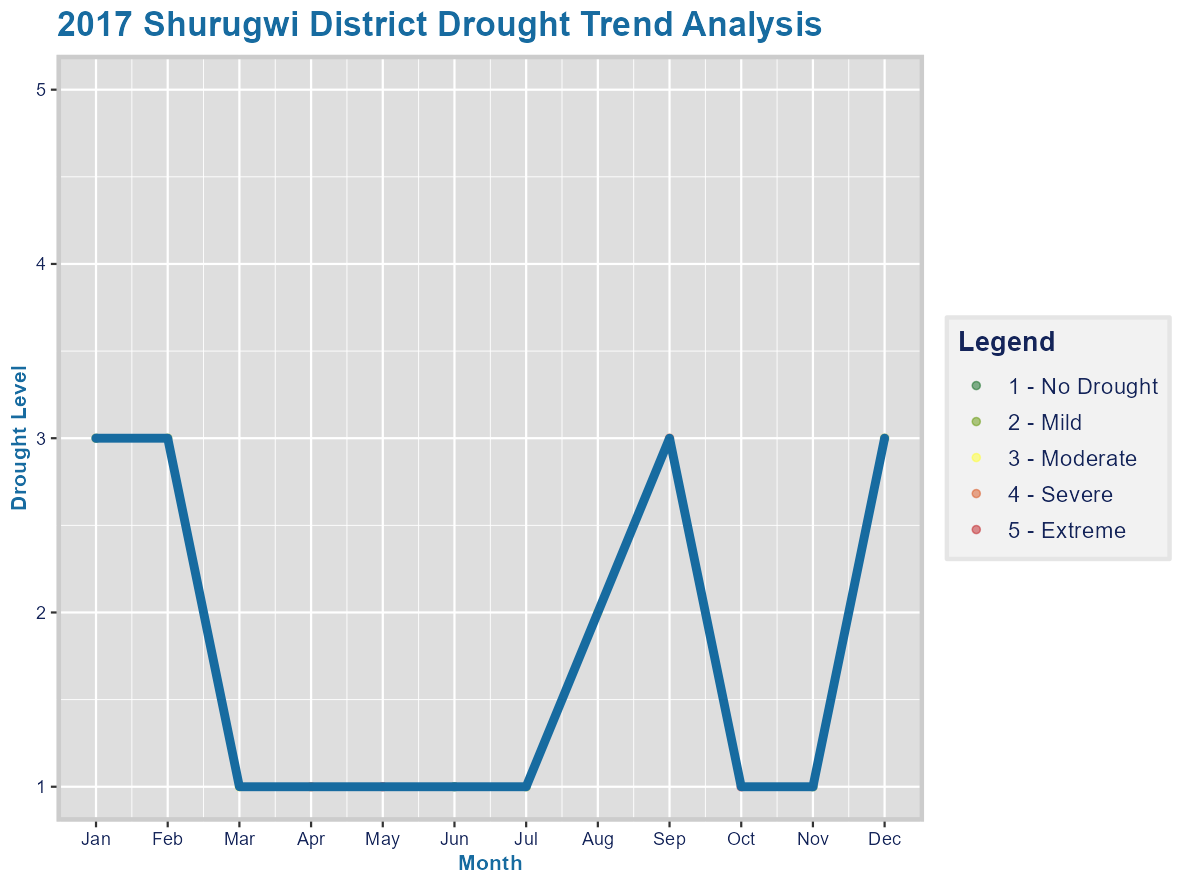 2017 Shurugwi District Drought Trend Analysis
Drought Level
5
4
3
2
1
Jan Feb Mar Apr May Jun Jul Aug Sep Oct Nov Dec
Month
Legend
1 - No Drought
2 - Mild
3 - Moderate
4 - Severe
5 - Extreme